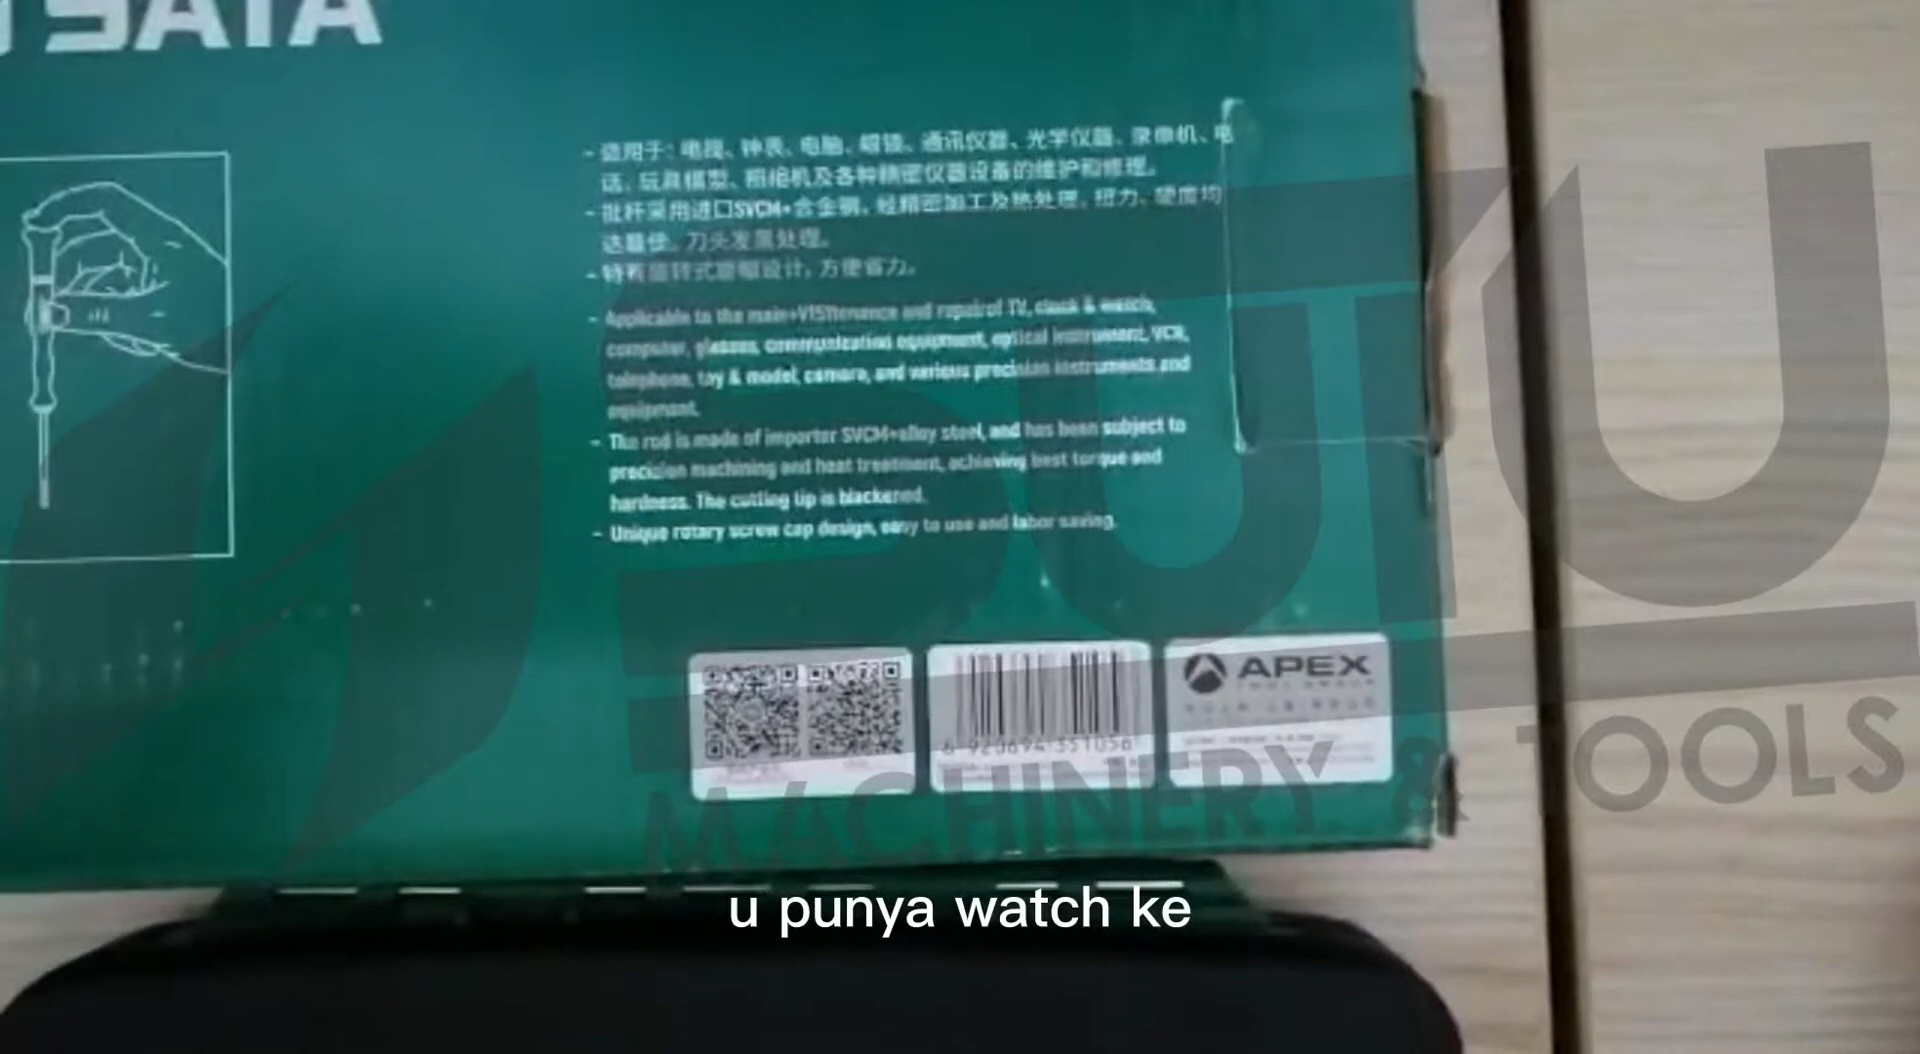 SATA
- 适用于：电视、钟表、电脑、眼镜、通讯仪器、光学仪器、录像机、电
话、玩具模型、照相机及各种精密仪器设备的维护和修理。
- 批杆采用进口SVCM+合金钢，经精密加工及热处理，扭力、硬度均
达最佳。刀头发黑处理。
- 特有旋转式旋帽设计，方便省力。
- Applicable to the main+V151tenance and repairof TV, clock & watch,
computer, glasses, communication equipment, optical instrument, VCR,
telephone, toy & model, camera, and various precision instruments and
equipment.
- The rod is made of importer SVCM+alloy steel, and has been subject to
precision machining and heat treatment, achieving best torque and
hardness. The cutting tip is blackened.
- Unique rotary screw cap design, easy to use and labor saving.
APEX
TOOL GROUP
MACHINERY & TOOLS
u punya watch ke